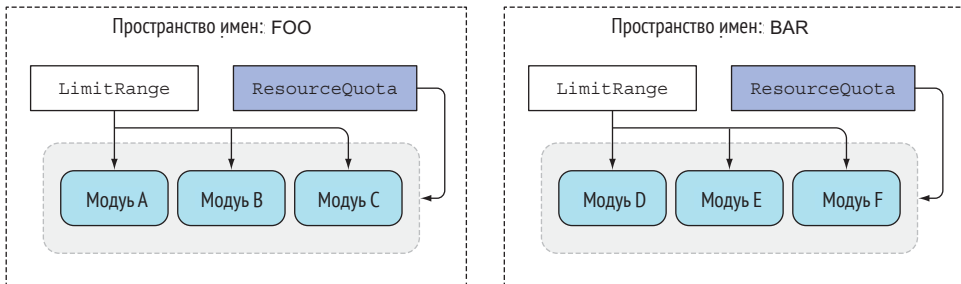 Пространство имен: FOO
LimitRange
ResourceQuota
Модуь A
Модуь B
Модуь C
Пространство имен: BAR
LimitRange
ResourceQuota
Модуь D
Модуь E
Модуь F